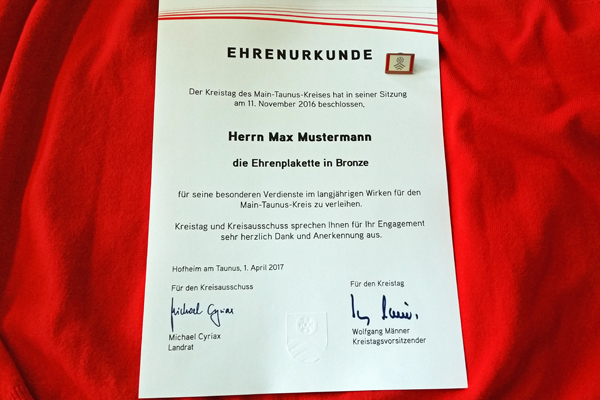 EHRENURKUNDE
Der Kreistag des Main-Taunus-Kreises hat in seiner Sitzung
am 11. November 2016 beschlossen,
Herrn Max Mustermann
die Ehrenplakette in Bronze
für seine besonderen Verdienste im langjährigen Wirken für den
Main-Taunus-Kreis zu verleihen.
Kreistag und Kreisausschuss sprechen Ihnen für Ihr Engagement
sehr herzlich Dank und Anerkennung aus.
Hofheim am Taunus, 1. April 2017
Für den Kreisausschuss
Michael Cyriax
Michael Cyriax
Landrat
Für den Kreistag
Wolfgang Männer
Kreistagsvorsitzender